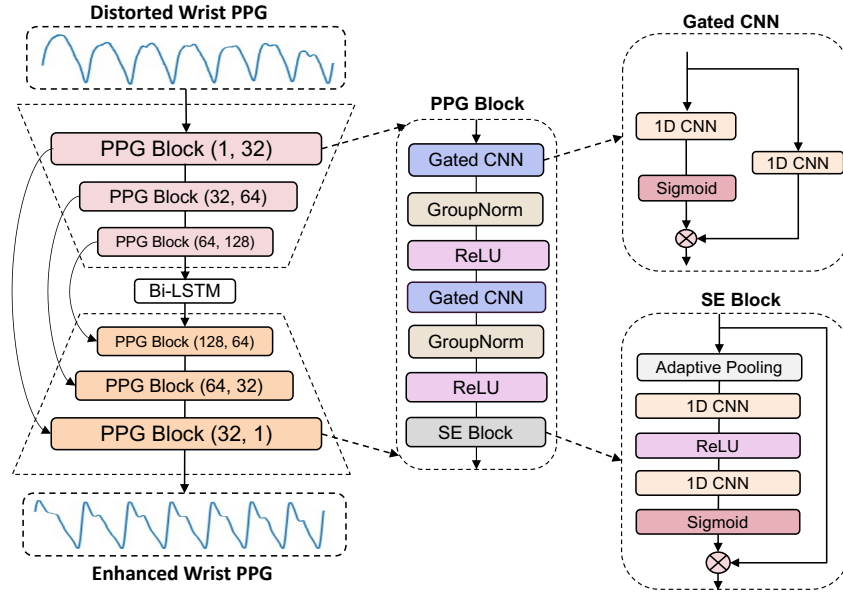 Distorted Wrist PPG
PPG Block (1, 32)
PPG Block (32, 64)
PPG Block (64, 128)
Bi-LSTM
PPG Block (128, 64)
PPG Block (64, 32)
PPG Block (32, 1)
Enhanced Wrist PPG
PPG Block
Gated CNN
GroupNorm
ReLU
Gated CNN
GroupNorm
ReLU
SE Block
Gated CNN
1D CNN
1D CNN
Sigmoid
SE Block
Adaptive Pooling
1D CNN
ReLU
1D CNN
Sigmoid